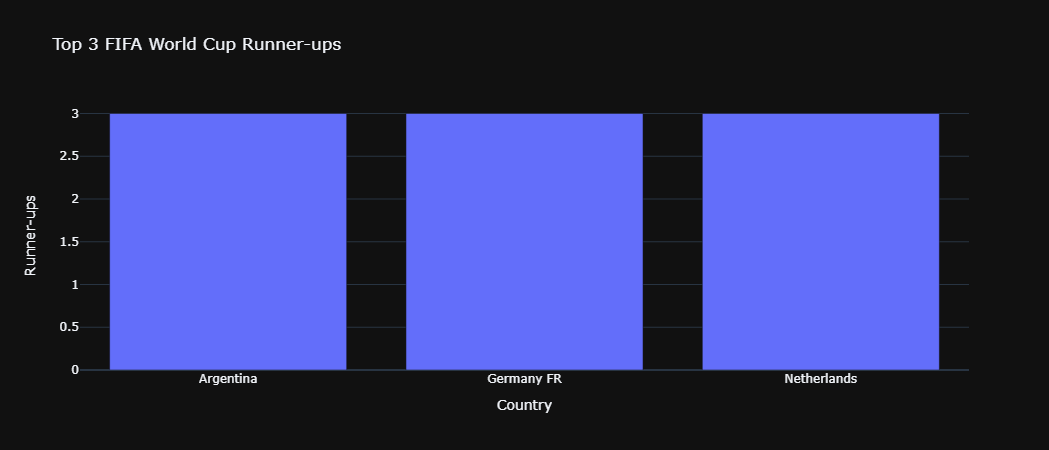 Top 3 FIFA World Cup Runner-ups
Runner-ups
3
2.5
2
1.5
1
0.5
0
Argentina
Germany FR
Netherlands
Country